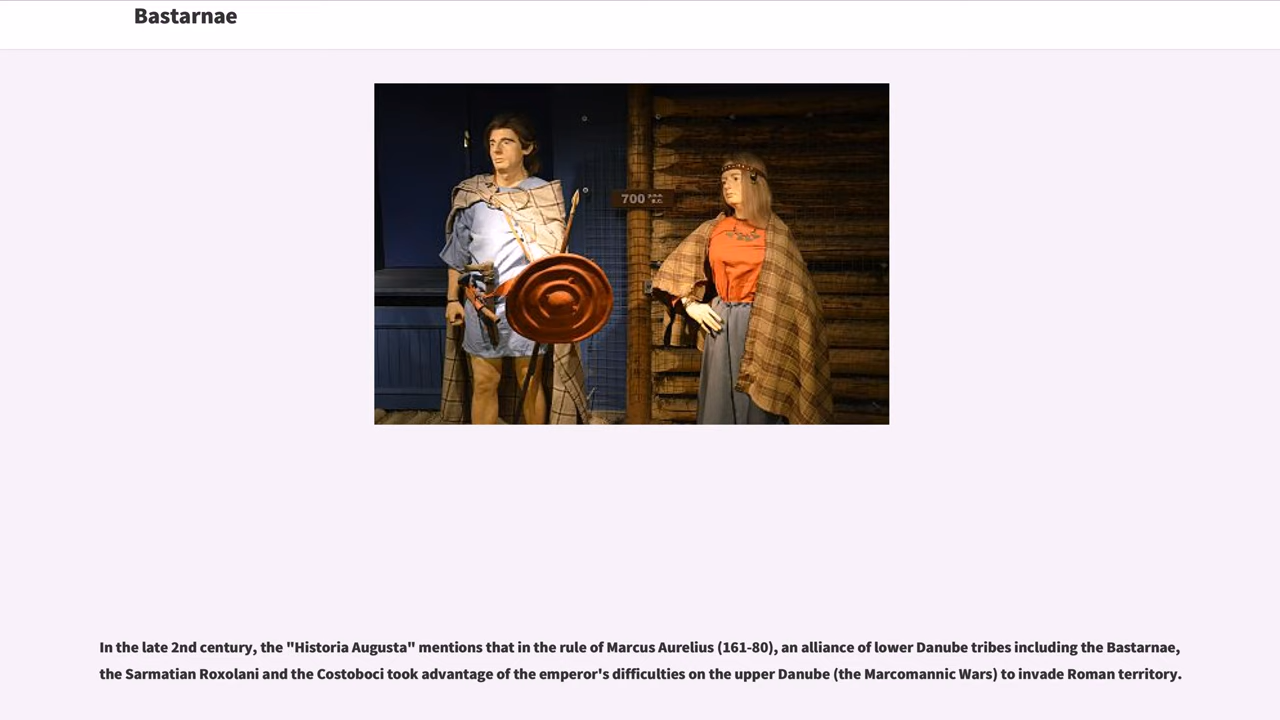 Bastarnae
700
In the late 2nd century, the "Historia Augusta" mentions that in the rule of Marcus Aurelius (161-80), an alliance of lower Danube tribes including the Bastarnae,
the Sarmatian Roxolani and the Costoboci took advantage of the emperor's difficulties on the upper Danube (the Marcomannic Wars) to invade Roman territory.